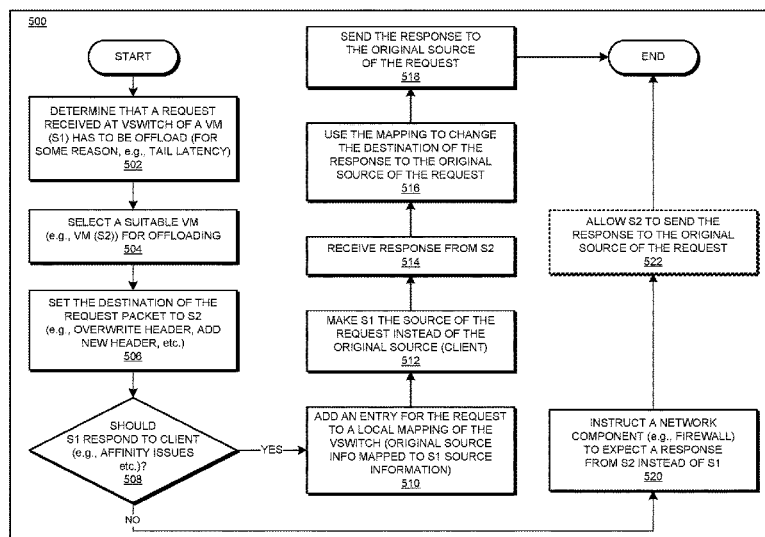 500
START
DETERMINE THAT A REQUEST
RECEIVED AT VSWITCH OF A VM
(S1) HAS TO BE OFFLOAD (FOR
SOME REASON, e.g., TAIL LATENCY)
502
SELECT A SUITABLE VM
(e.g., VM (S2)) FOR OFFLOADING
504
SET THE DESTINATION OF THE
REQUEST PACKET TO S2
(e.g., OVERWRITE HEADER, ADD
NEW HEADER, etc.)
506
SHOULD
S1 RESPOND TO CLIENT
(e.g., AFFINITY ISSUES
etc.)?
508
YES
NO
ADD AN ENTRY FOR THE REQUEST
TO A LOCAL MAPPING OF THE
VSWITCH (ORIGINAL SOURCE
INFO MAPPED TO S1 SOURCE
INFORMATION)
510
MAKE S1 THE SOURCE OF THE
REQUEST INSTEAD OF THE
ORIGINAL SOURCE (CLIENT)
512
RECEIVE RESPONSE FROM S2
514
USE THE MAPPING TO CHANGE
THE DESTINATION OF THE
RESPONSE TO THE ORIGINAL
SOURCE OF THE REQUEST
516
SEND THE RESPONSE TO
THE ORIGINAL SOURCE
OF THE REQUEST
518
INSTRUCT A NETWORK
COMPONENT (e.g., FIREWALL)
TO EXPECT A RESPONSE
FROM S2 INSTEAD OF S1
520
ALLOW S2 TO SEND THE
RESPONSE TO THE ORIGINAL
SOURCE OF THE REQUEST
522
END